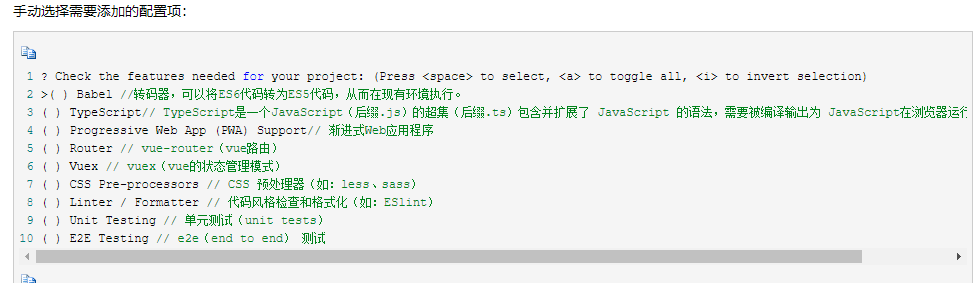 手动选择需要添加的配置项：
1 ? Check the features needed for your project: (Press <space> to select, <a> to toggle all, <i> to invert selection)
2 >( ) Babel //转码器，可以将ES6代码转为ES5代码，从而在现有环境执行。
3 ( ) TypeScript// TypeScript是一个JavaScript（后缀.js）的超集（后缀.ts）包含并扩展了 JavaScript 的语法，需要被编译输出为 JavaScript在浏览器运行
4 ( ) Progressive Web App (PWA) Support// 渐进式Web应用程序
5 ( ) Router // vue-router（vue路由）
6 ( ) Vuex // vuex（vue的状态管理模式）
7 ( ) CSS Pre-processors // CSS 预处理器（如：less、sass）
8 ( ) Linter / Formatter // 代码风格检查和格式化（如：ESlint）
9 ( ) Unit Testing // 单元测试（unit tests）
10 ( ) E2E Testing // e2e（end to end） 测试